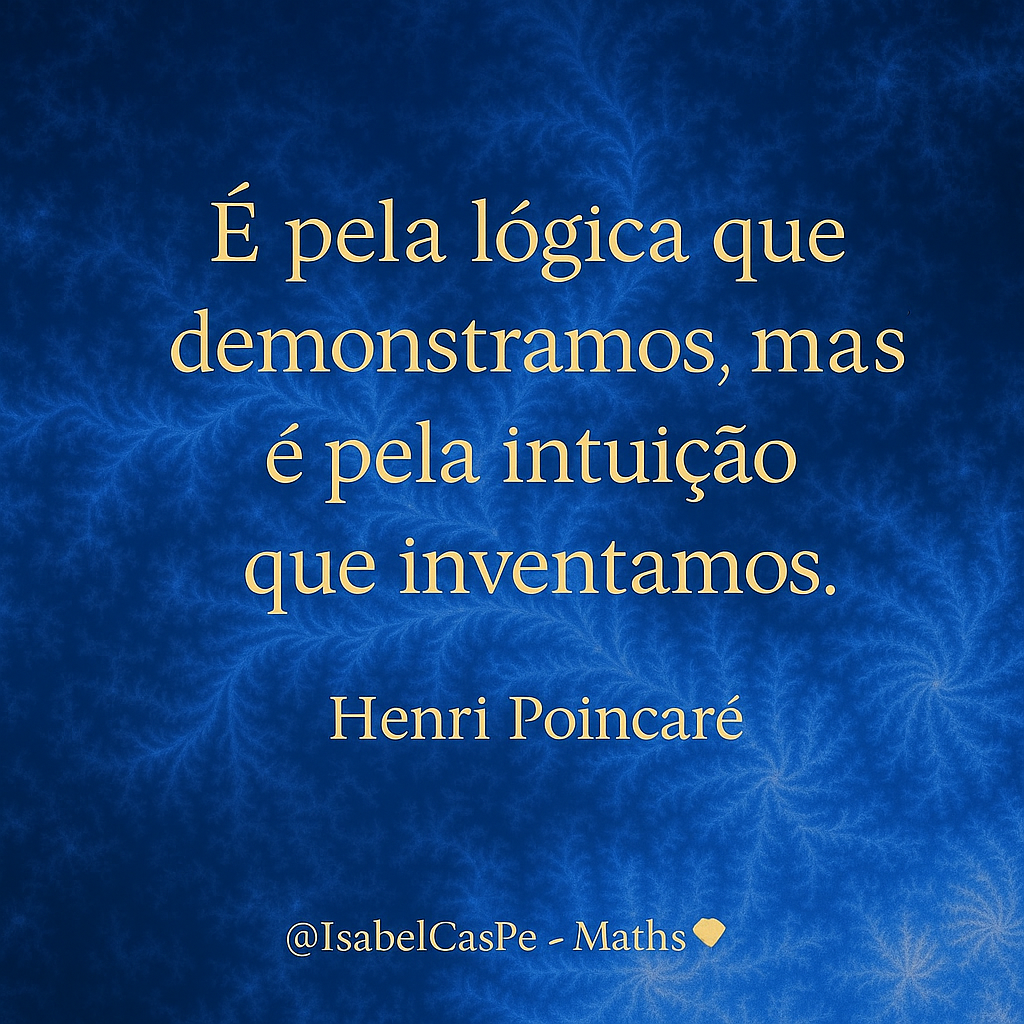 É pela lógica que
demonstramos, mas
é pela intuição
que inventamos.
Henri Poincaré
@IsabelCasPe - Maths